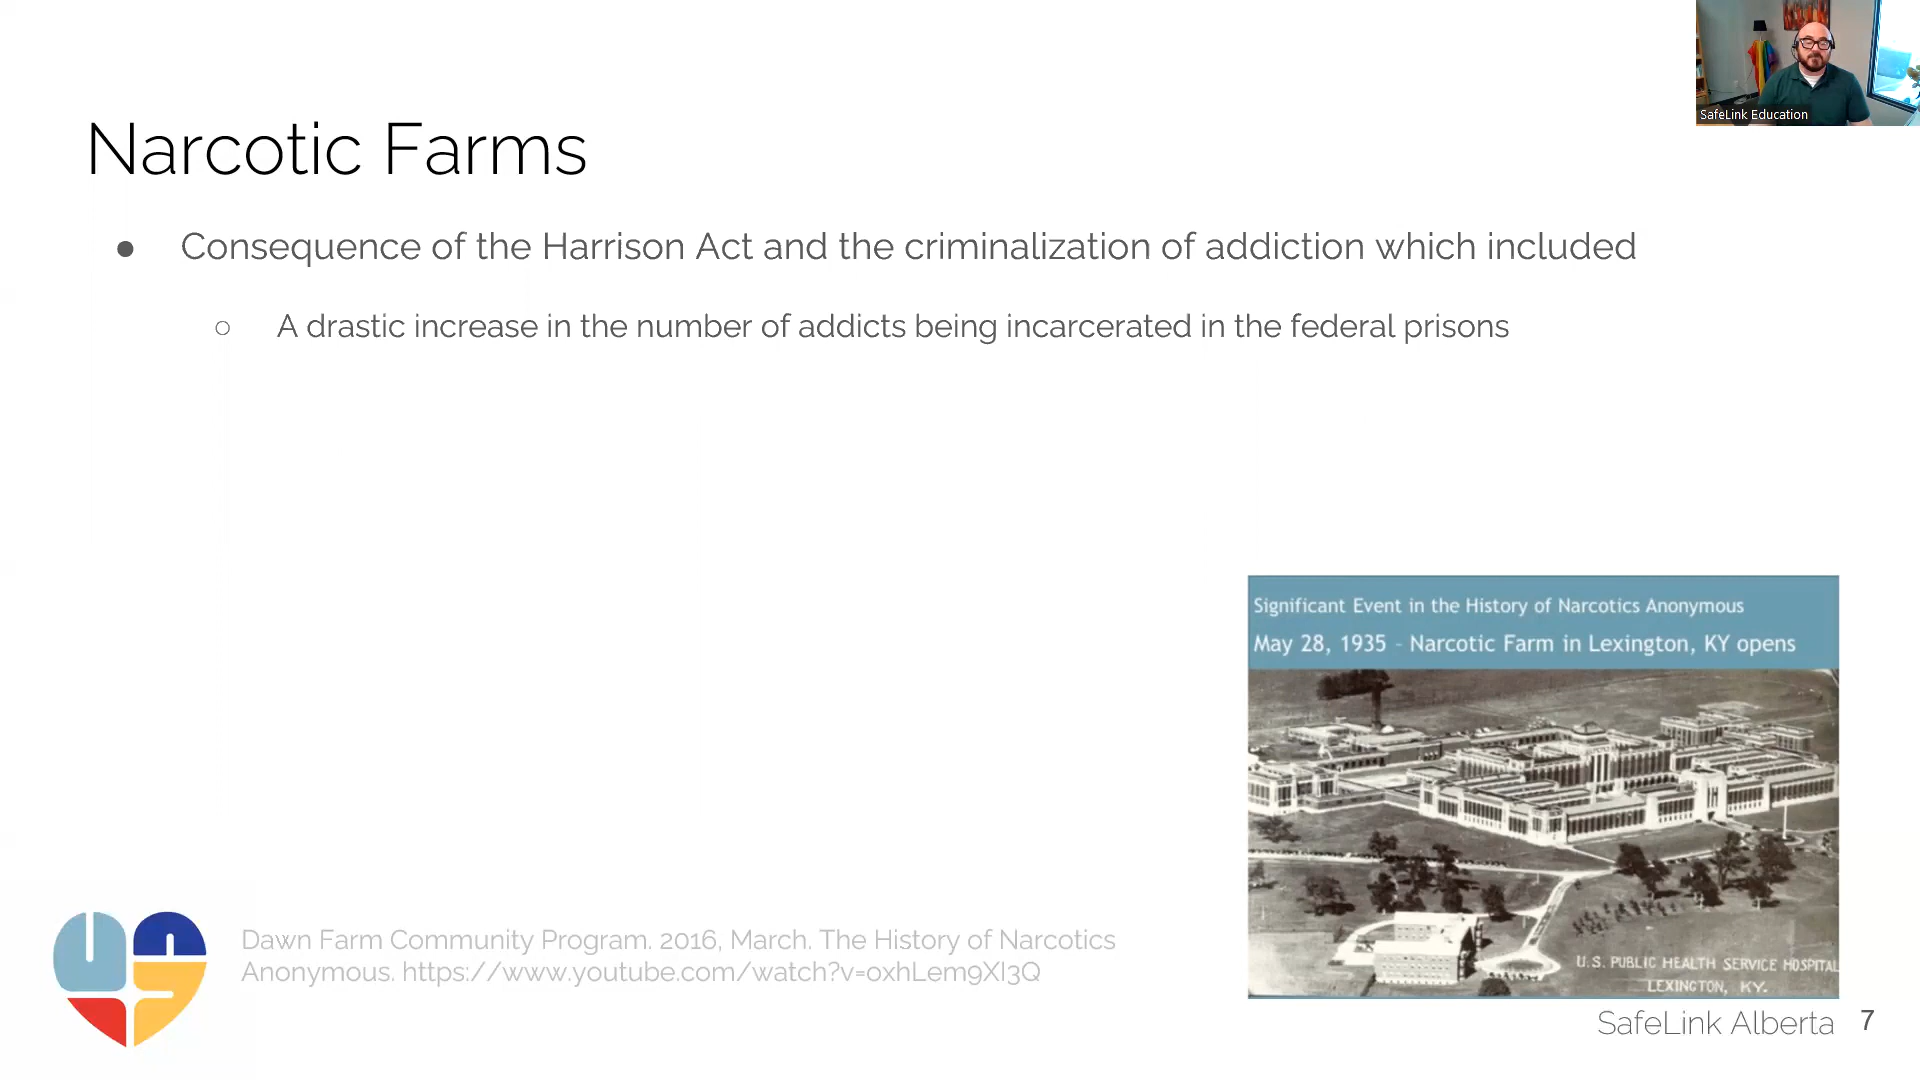 SafeLink Education
Narcotic Farms
● Consequence of the Harrison Act and the criminalization of addiction which included
○ A drastic increase in the number of addicts being incarcerated in the federal prisons
Significant Event in the History of Narcotics Anonymous
May 28, 1935 - Narcotic Farm in Lexington, KY opens
U.S. PUBLIC HEALTH SERVICE HOSPITAL
LEXINGTON, KY.
Dawn Farm Community Program. 2016, March. The History of Narcotics
Anonymous. https://www.youtube.com/watch?v=oxhLem9XI3Q
SafeLink Alberta 7